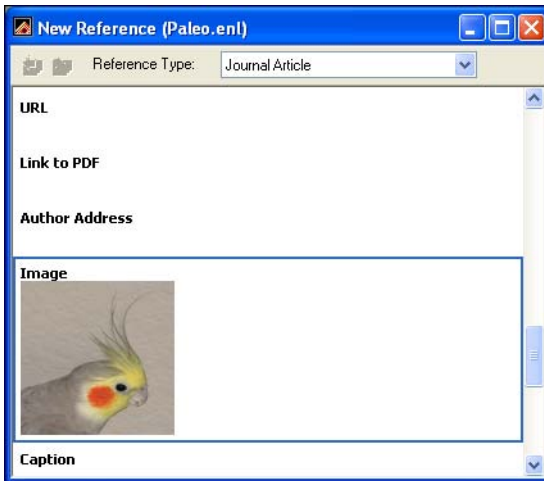 New Reference (Paleo.enl)
Reference Type: Journal Article
URL
Link to PDF
Author Address
Image
Caption